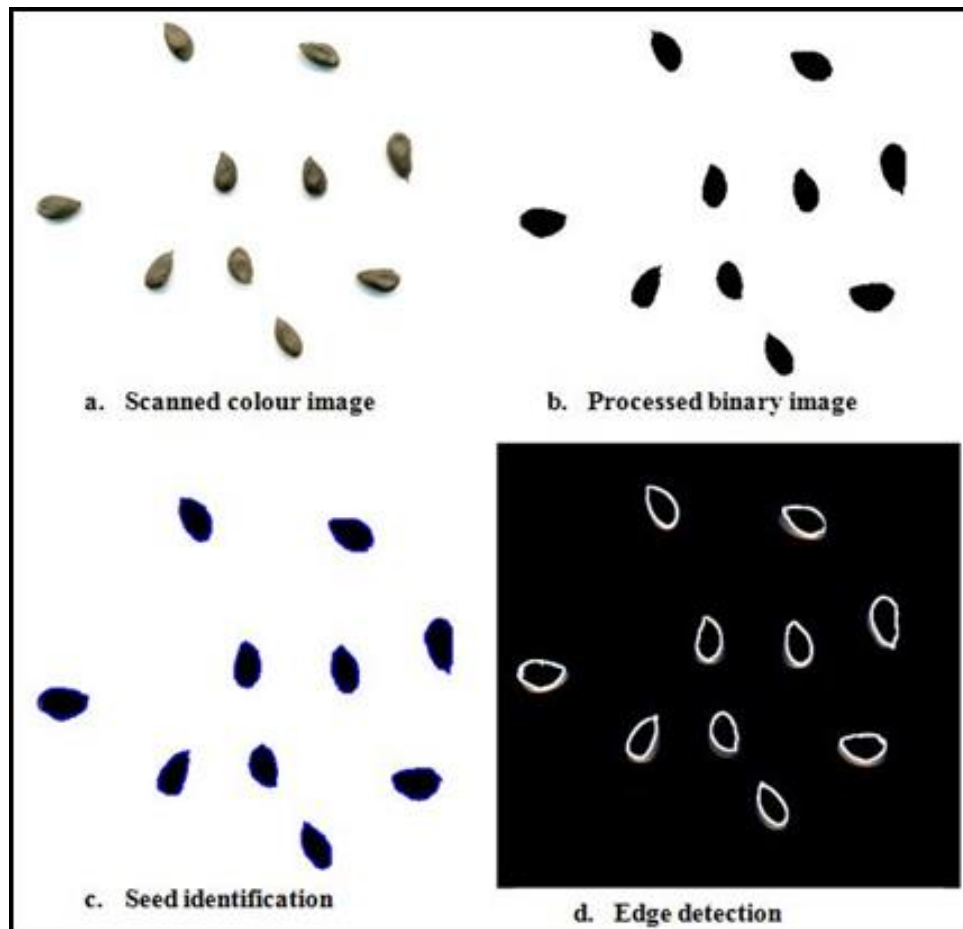 a. Scanned colour image
b. Processed binary image
c. Seed identification
d. Edge detection